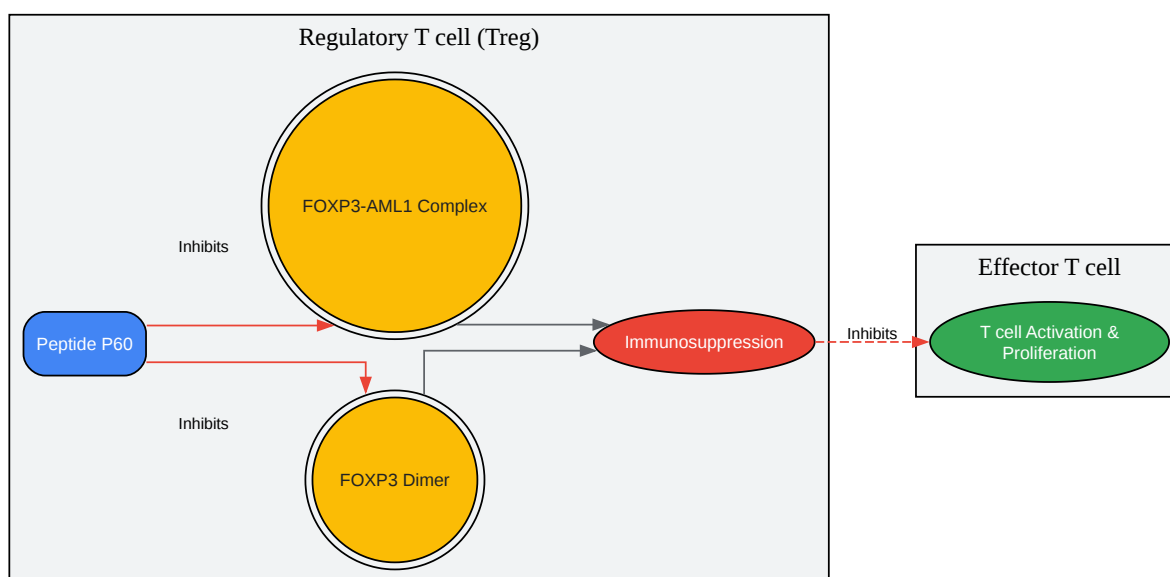 Regulatory T cell (Treg)
FOXP3-AML1 Complex
Inhibits
Peptide P60
Immunosuppression
Inhibits
Effector T cell
T cell Activation &
Proliferation
Inhibits
FOXP3 Dimer